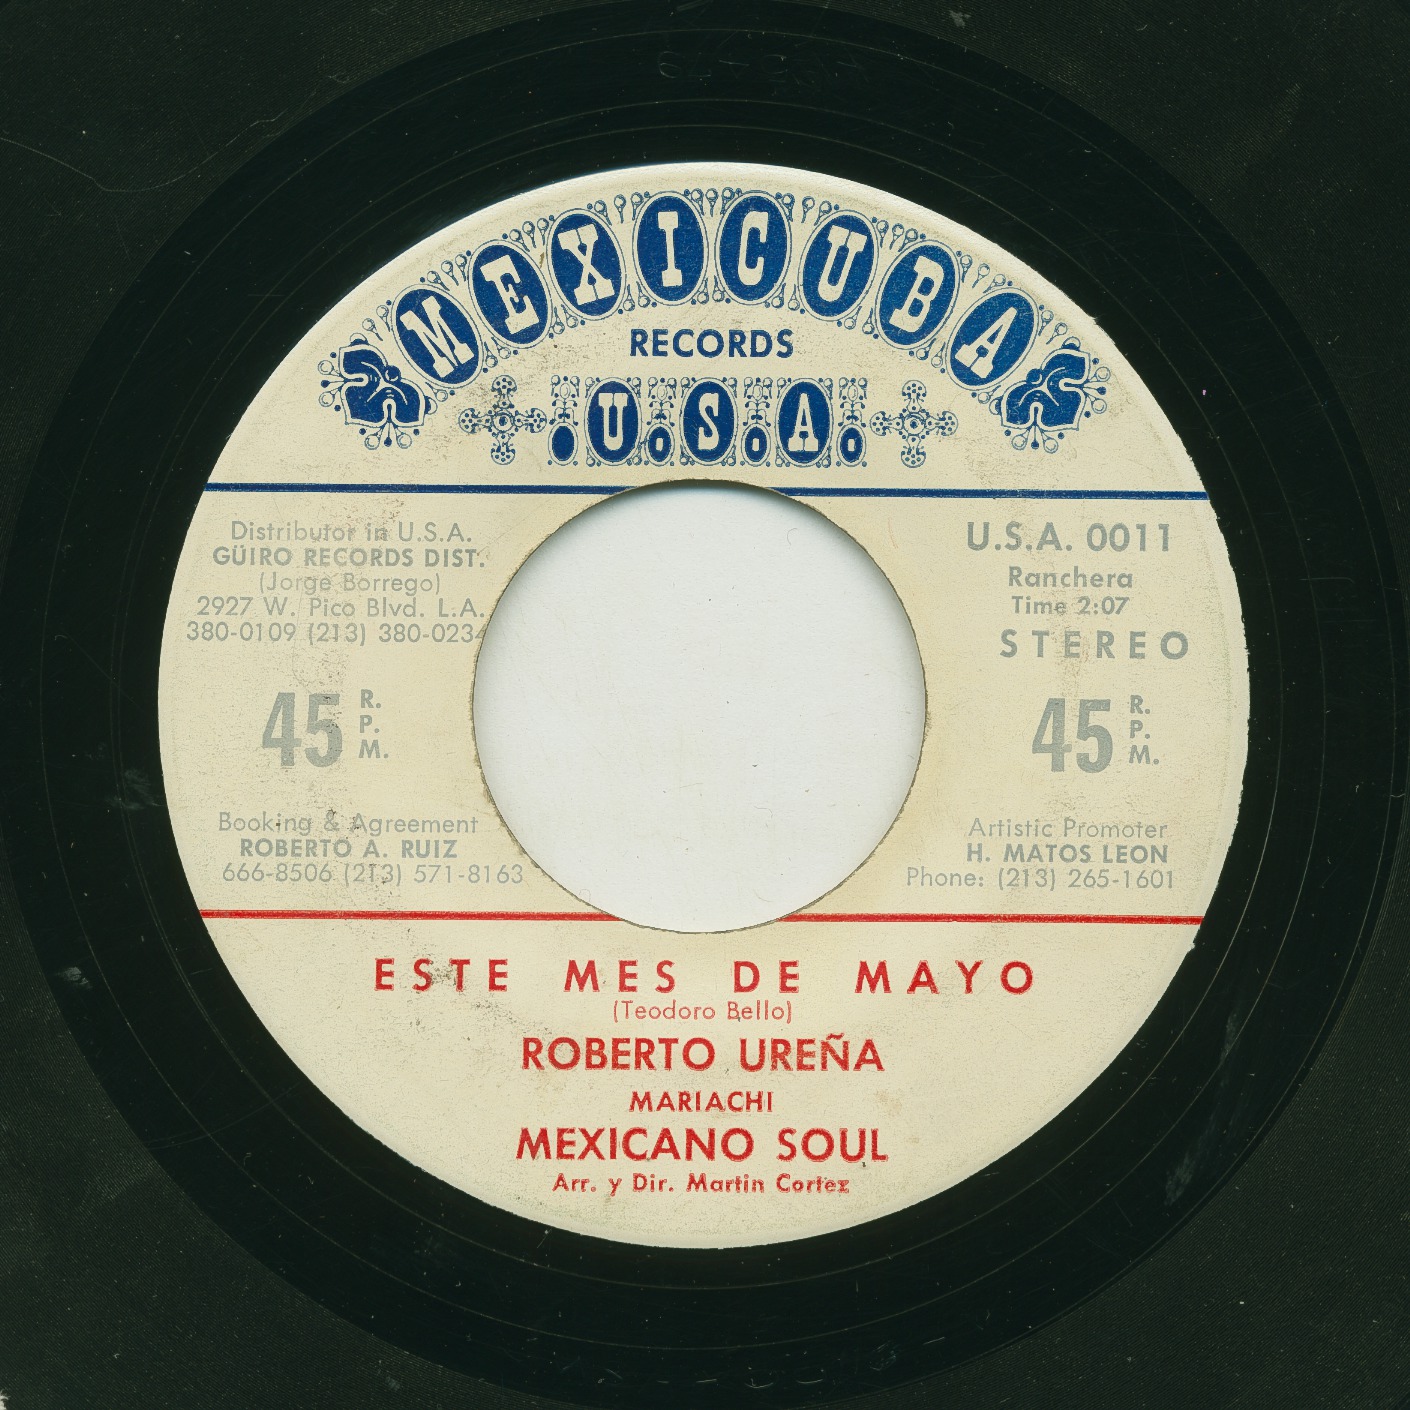 MEXICUBA
RECORDS
U.S.A.
Distributor in U.S.A.
GÜIRO RECORDS DIST.
(Jorge Borrego)
2927 W. Pico Blvd. L.A.
380-0109 (213) 380-0234
45 R.P.M.
Booking & Agreement
ROBERTO A. RUIZ
666-8506 (213) 571-8163
U.S.A. 0011
Ranchera
Time 2:07
STEREO
45 R.P.M.
Artistic Promoter
H. MATOS LEON
Phone: (213) 265-1601
ESTE MES DE MAYO
(Teodoro Bello)
ROBERTO UREÑA
MARIACHI
MEXICANO SOUL
Arr. y Dir. Martin Cortez